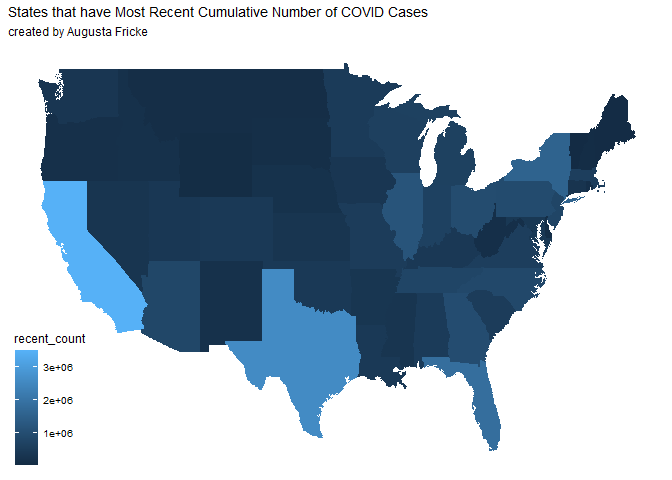 States that have Most Recent Cumulative Number of COVID Cases
created by Augusta Fricke
recent_count
3e+06
2e+06
1e+06